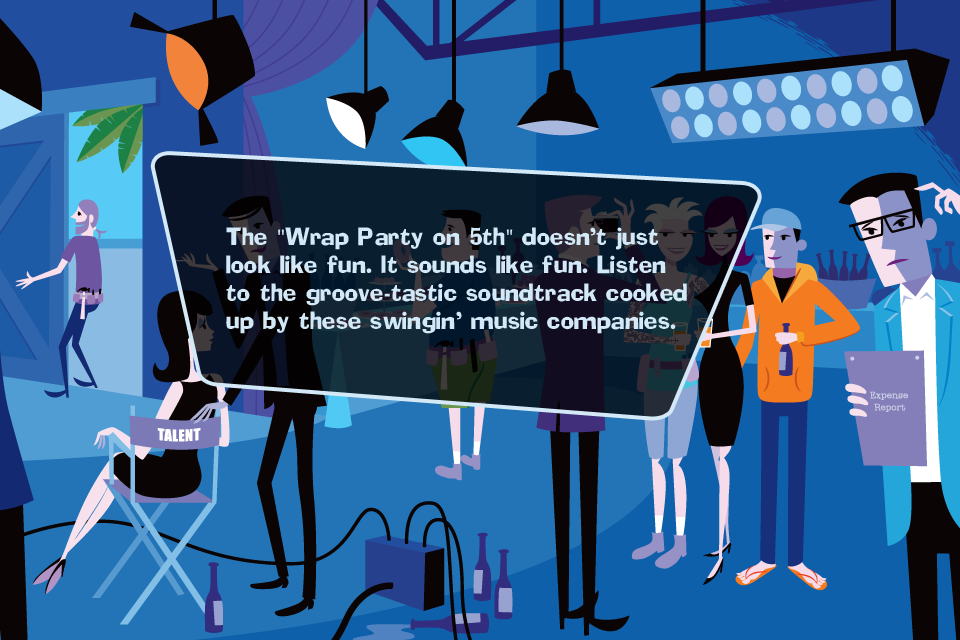 The "Wrap Party on 5th" doesn't just
look like fun. It sounds like fun. Listen
to the groove-tastic soundtrack cooked
up by these swingin' music companies.
Expense
Report
TALENT